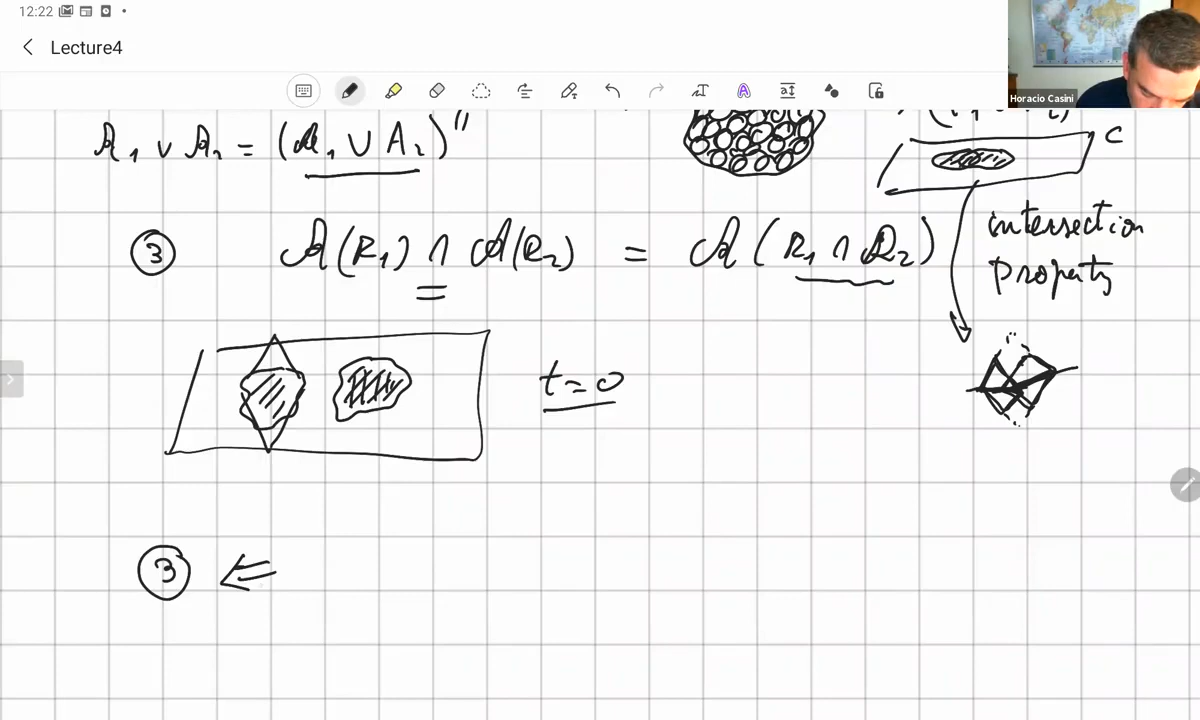 12:22
Lecture4
Horacio Casini
A₁ ∨ A₂ = (A₁ ∪ A₂)''
C
③ A(R₁) ∩ A(R₂) = A(R₁ ∩ R₂)
intersection
property
t=0
③ ⇐